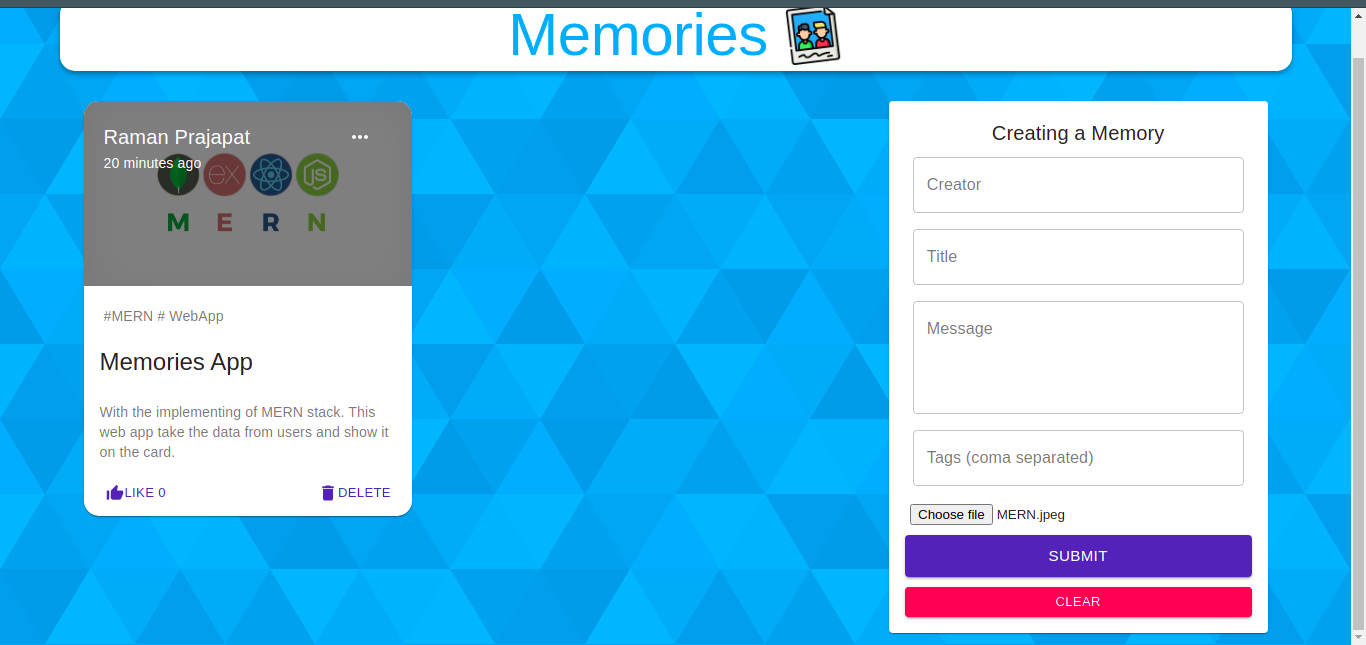 Memories
Raman Prajapat
20 minutes ago
ex JS
M E R N
#MERN # WebApp
Memories App
With the implementing of MERN stack. This
web app take the data from users and show it
on the card.
LIKE 0 DELETE
Creating a Memory
Creator
Title
Message
Tags (coma separated)
Choose file MERN.jpeg
SUBMIT
CLEAR